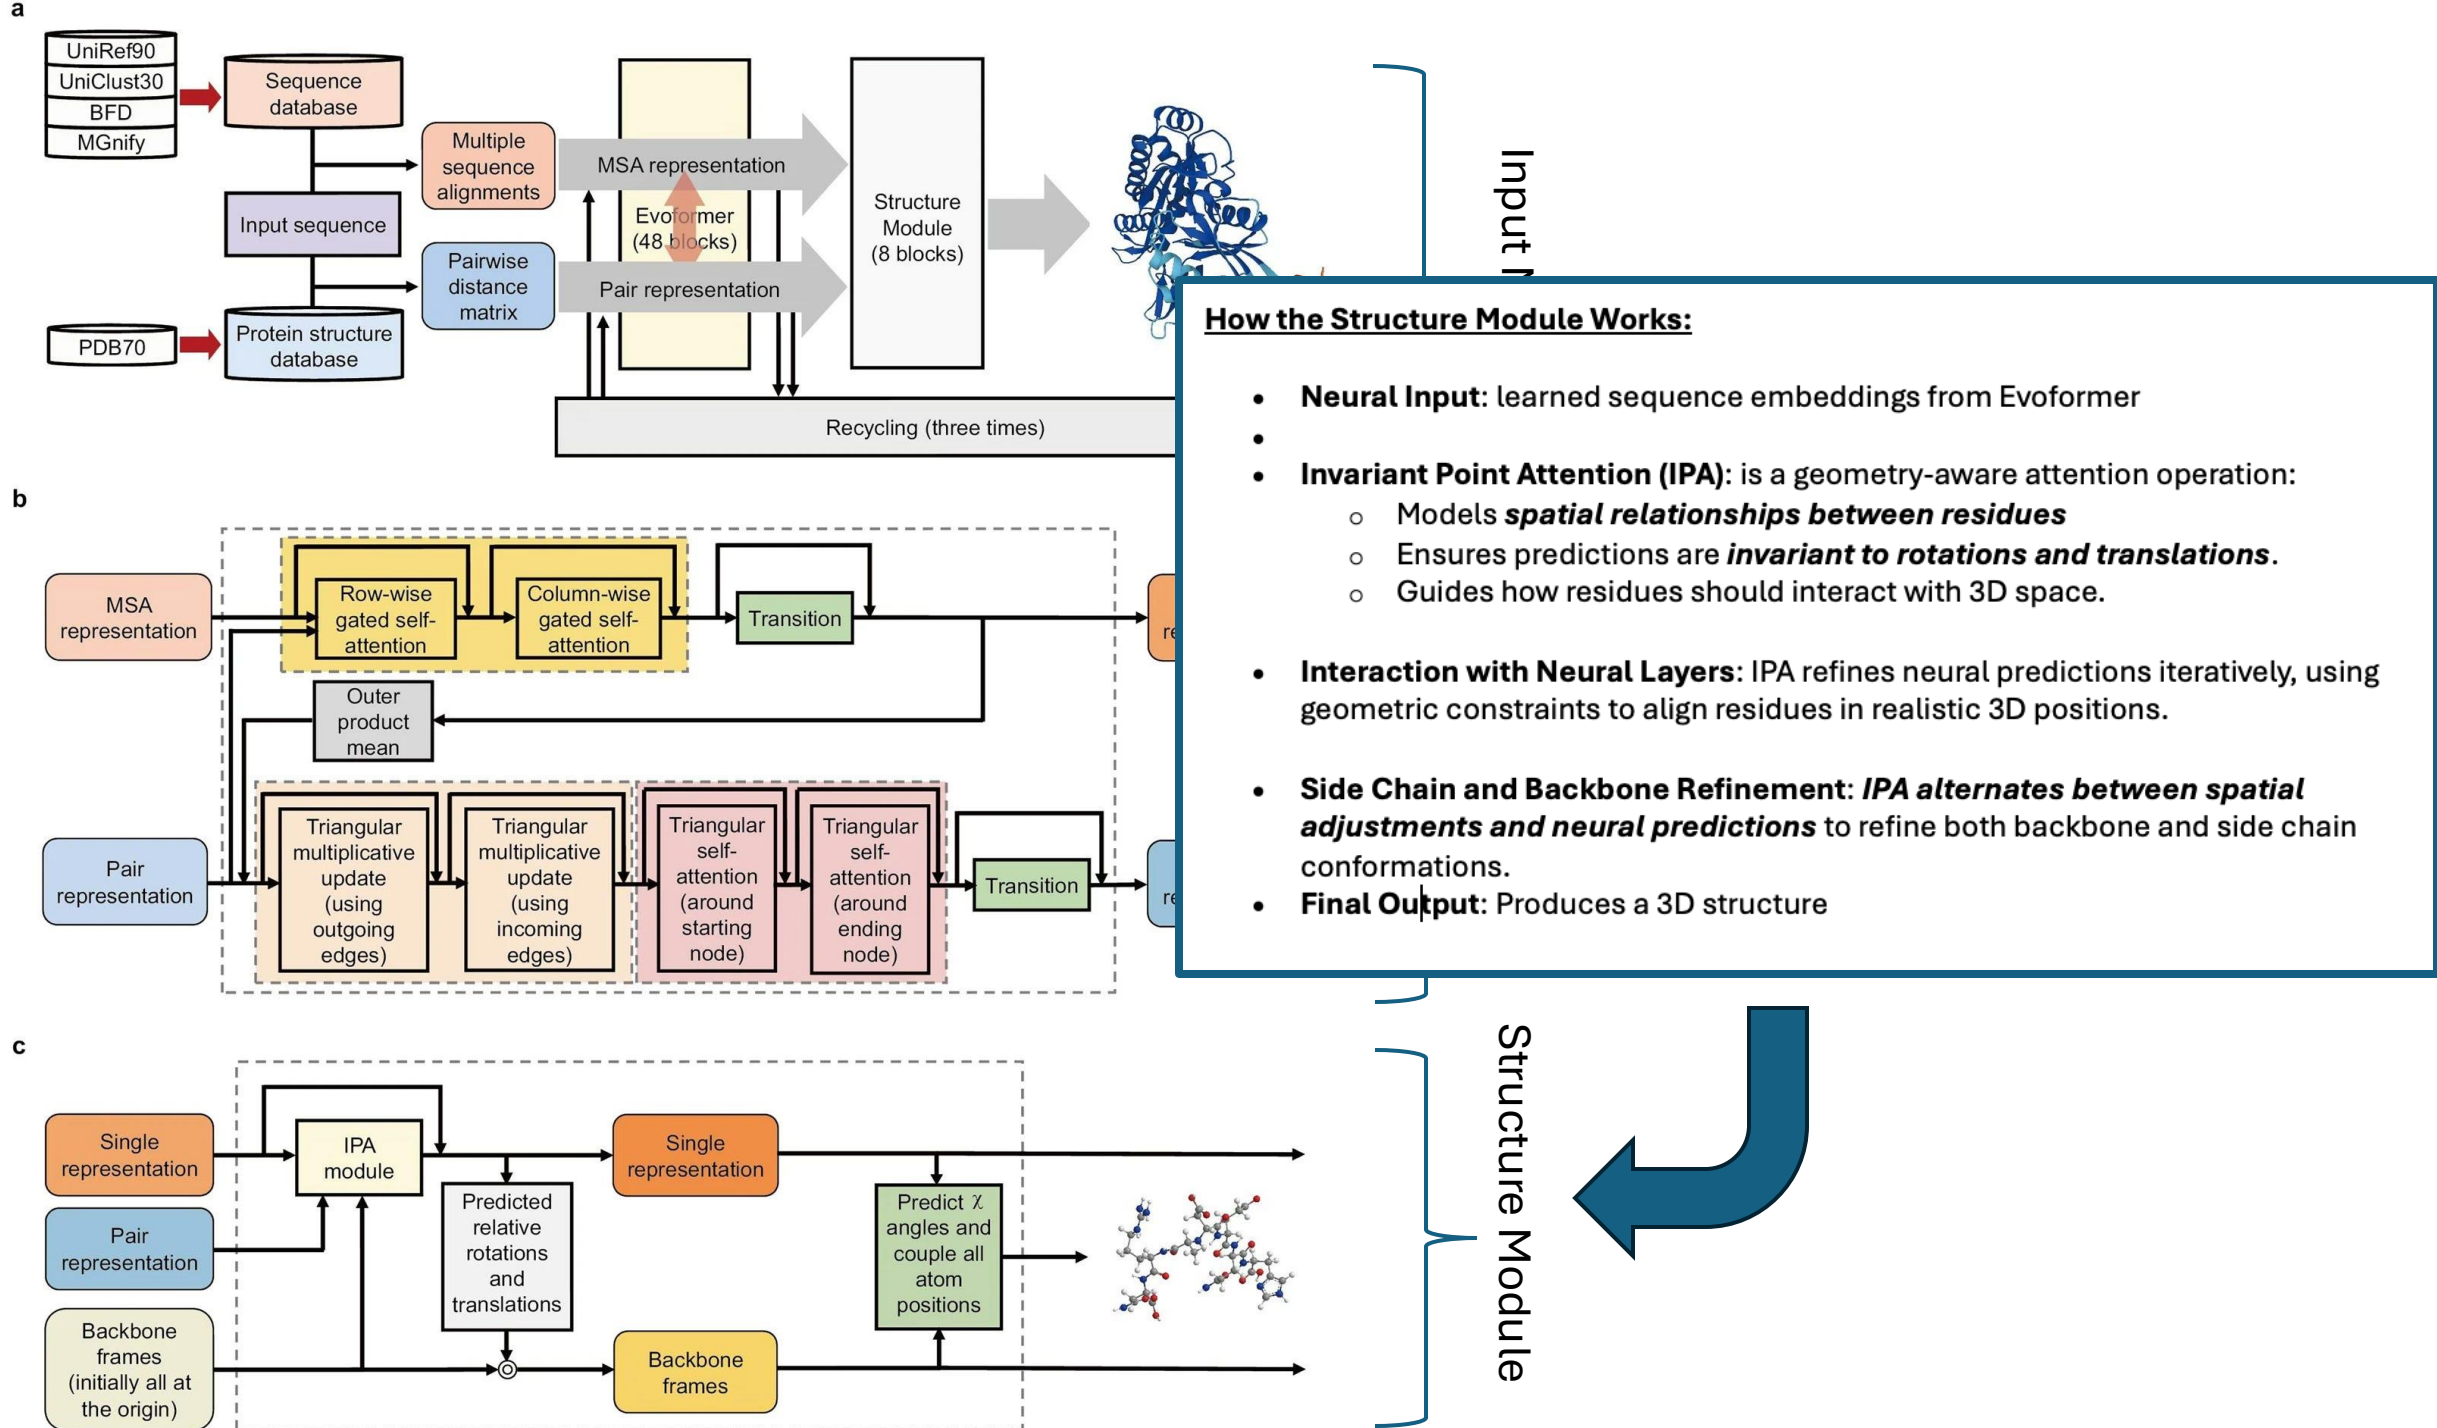 a
UniRef90
UniClust30
BFD
MGnify
Sequence
database
Multiple
sequence
alignments
Input sequence
Pairwise
distance
matrix
PDB70
Protein structure
database
MSA representation
Evoformer
(48 blocks)
Pair representation
Structure
Module
(8 blocks)
Recycling (three times)
Input
How the Structure Module Works:
• Neural Input: learned sequence embeddings from Evoformer
•
• Invariant Point Attention (IPA): is a geometry-aware attention operation:
o Models spatial relationships between residues
o Ensures predictions are invariant to rotations and translations.
o Guides how residues should interact with 3D space.
• Interaction with Neural Layers: IPA refines neural predictions iteratively, using
geometric constraints to align residues in realistic 3D positions.
• Side Chain and Backbone Refinement: IPA alternates between spatial
adjustments and neural predictions to refine both backbone and side chain
conformations.
• Final Output: Produces a 3D structure
b
MSA
representation
Row-wise
gated self-
attention
Column-wise
gated self-
attention
Transition
re
Outer
product
mean
Pair
representation
Triangular
multiplicative
update
(using
outgoing
edges)
Triangular
multiplicative
update
(using
incoming
edges)
Triangular
self-
attention
(around
starting
node)
Triangular
self-
attention
(around
ending
node)
Transition
re
c
Single
representation
IPA
module
Single
representation
Pair
representation
Predicted
relative
rotations
and
translations
Predict χ
angles and
couple all
atom
positions
Backbone
frames
(initially all at
the origin)
Backbone
frames
Structure Module